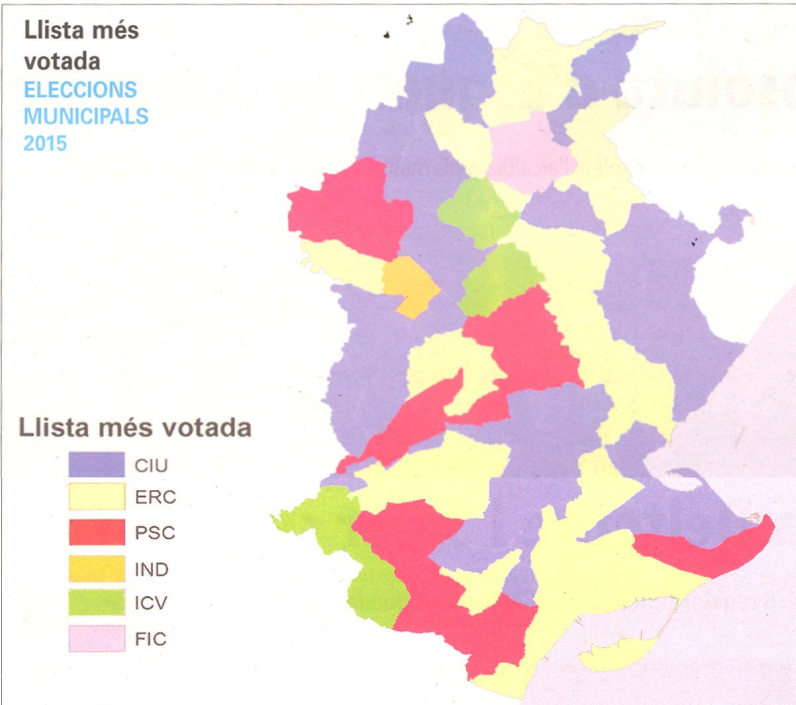 Llista més
votada
ELECCIONS
MUNICIPALS
2015
Llista més votada
CIU
ERC
PSC
IND
ICV
FIC